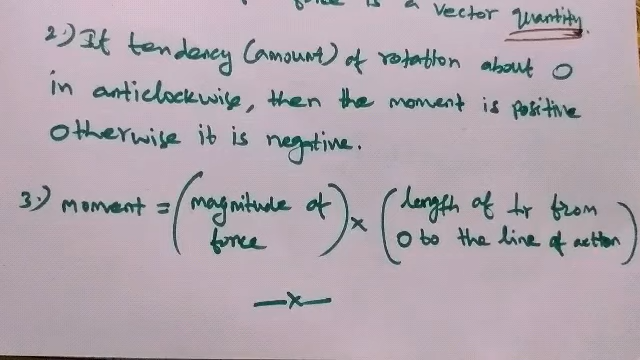 force is a vector quantity.
2.) If tendency (amount) of rotation about O
in anticlockwise, then the moment is positive
otherwise it is negative.
3.) moment = (magnitude of force) × (length of ⊥r from O to the line of action)
—x—